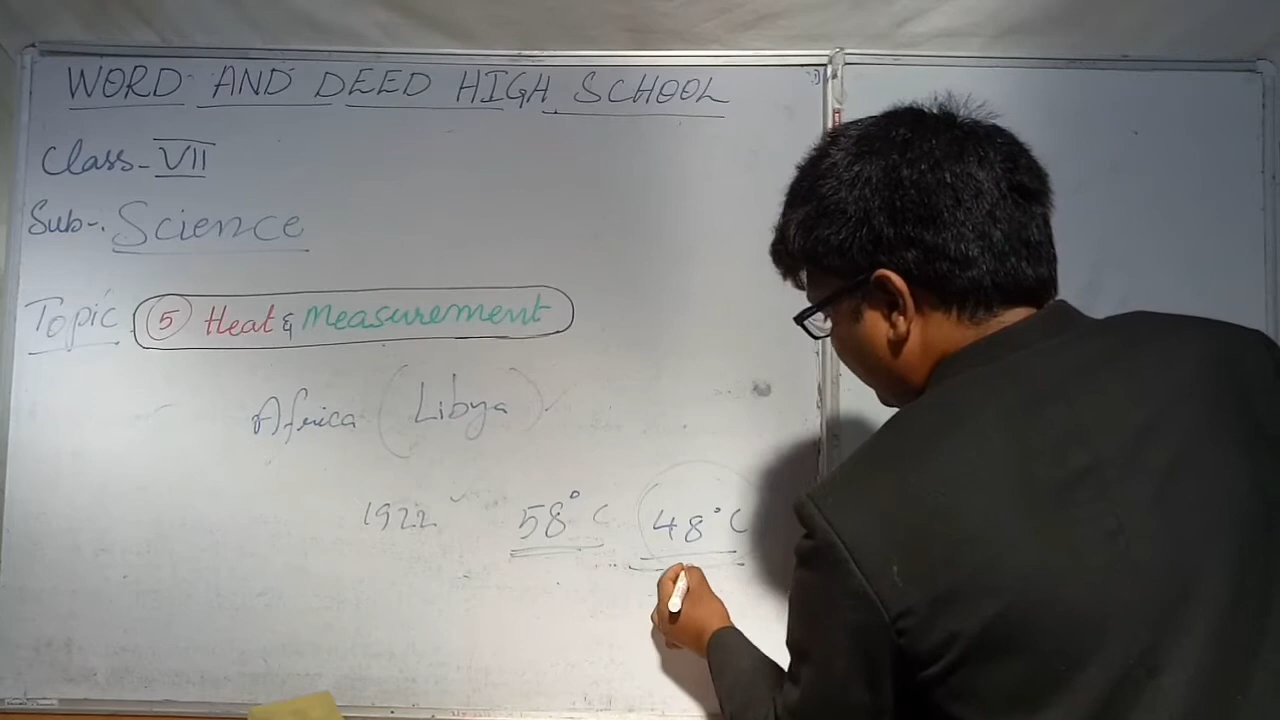 WORD AND DEED HIGH SCHOOL
Class - VII
Sub-. Science
Topic 5 Heat & Measurement
Africa (Libya)
1922 58°C 48°C